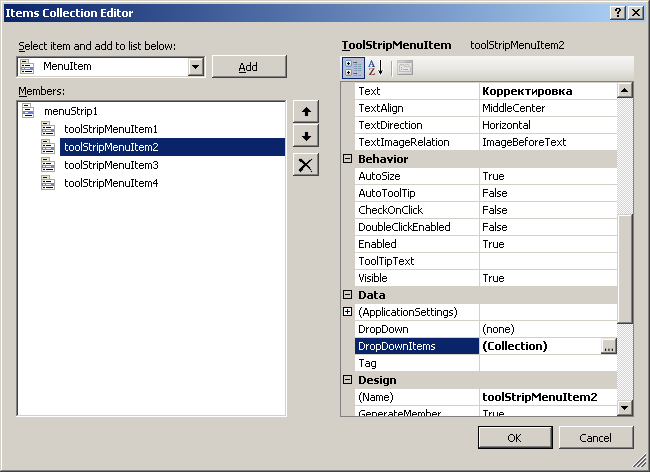 Items Collection Editor
Select item and add to list below:
MenuItem
Add
Members:
menuStrip1
toolStripMenuItem1
toolStripMenuItem2
toolStripMenuItem3
toolStripMenuItem4
ToolStripMenuItem toolStripMenuItem2
Text Корректировка
TextAlign MiddleCenter
TextDirection Horizontal
TextImageRelation ImageBeforeText
Behavior
AutoSize True
AutoToolTip False
CheckOnClick False
DoubleClickEnabled False
Enabled True
ToolTipText
Visible True
Data
(ApplicationSettings)
DropDown (none)
DropDownItems (Collection) ...
Tag
Design
(Name) toolStripMenuItem2
GenerateMember True
OK Cancel